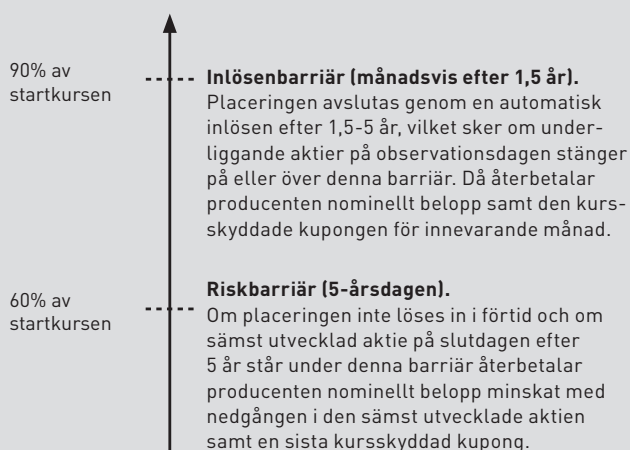 90% av
startkursen
Inlösenbarriär (månadsvis efter 1,5 år).
Placeringen avslutas genom en automatisk
inlösen efter 1,5-5 år, vilket sker om under-
liggande aktier på observationsdagen stänger
på eller över denna barriär. Då återbetalar
producenten nominellt belopp samt den kurs-
skyddade kupongen för innevarande månad.
60% av
startkursen
Riskbarriär (5-årsdagen).
Om placeringen inte löses in i förtid och om
sämst utvecklad aktie på slutdagen efter
5 år står under denna barriär återbetalar
producenten nominellt belopp minskat med
nedgången i den sämst utvecklade aktien
samt en sista kursskyddad kupong.